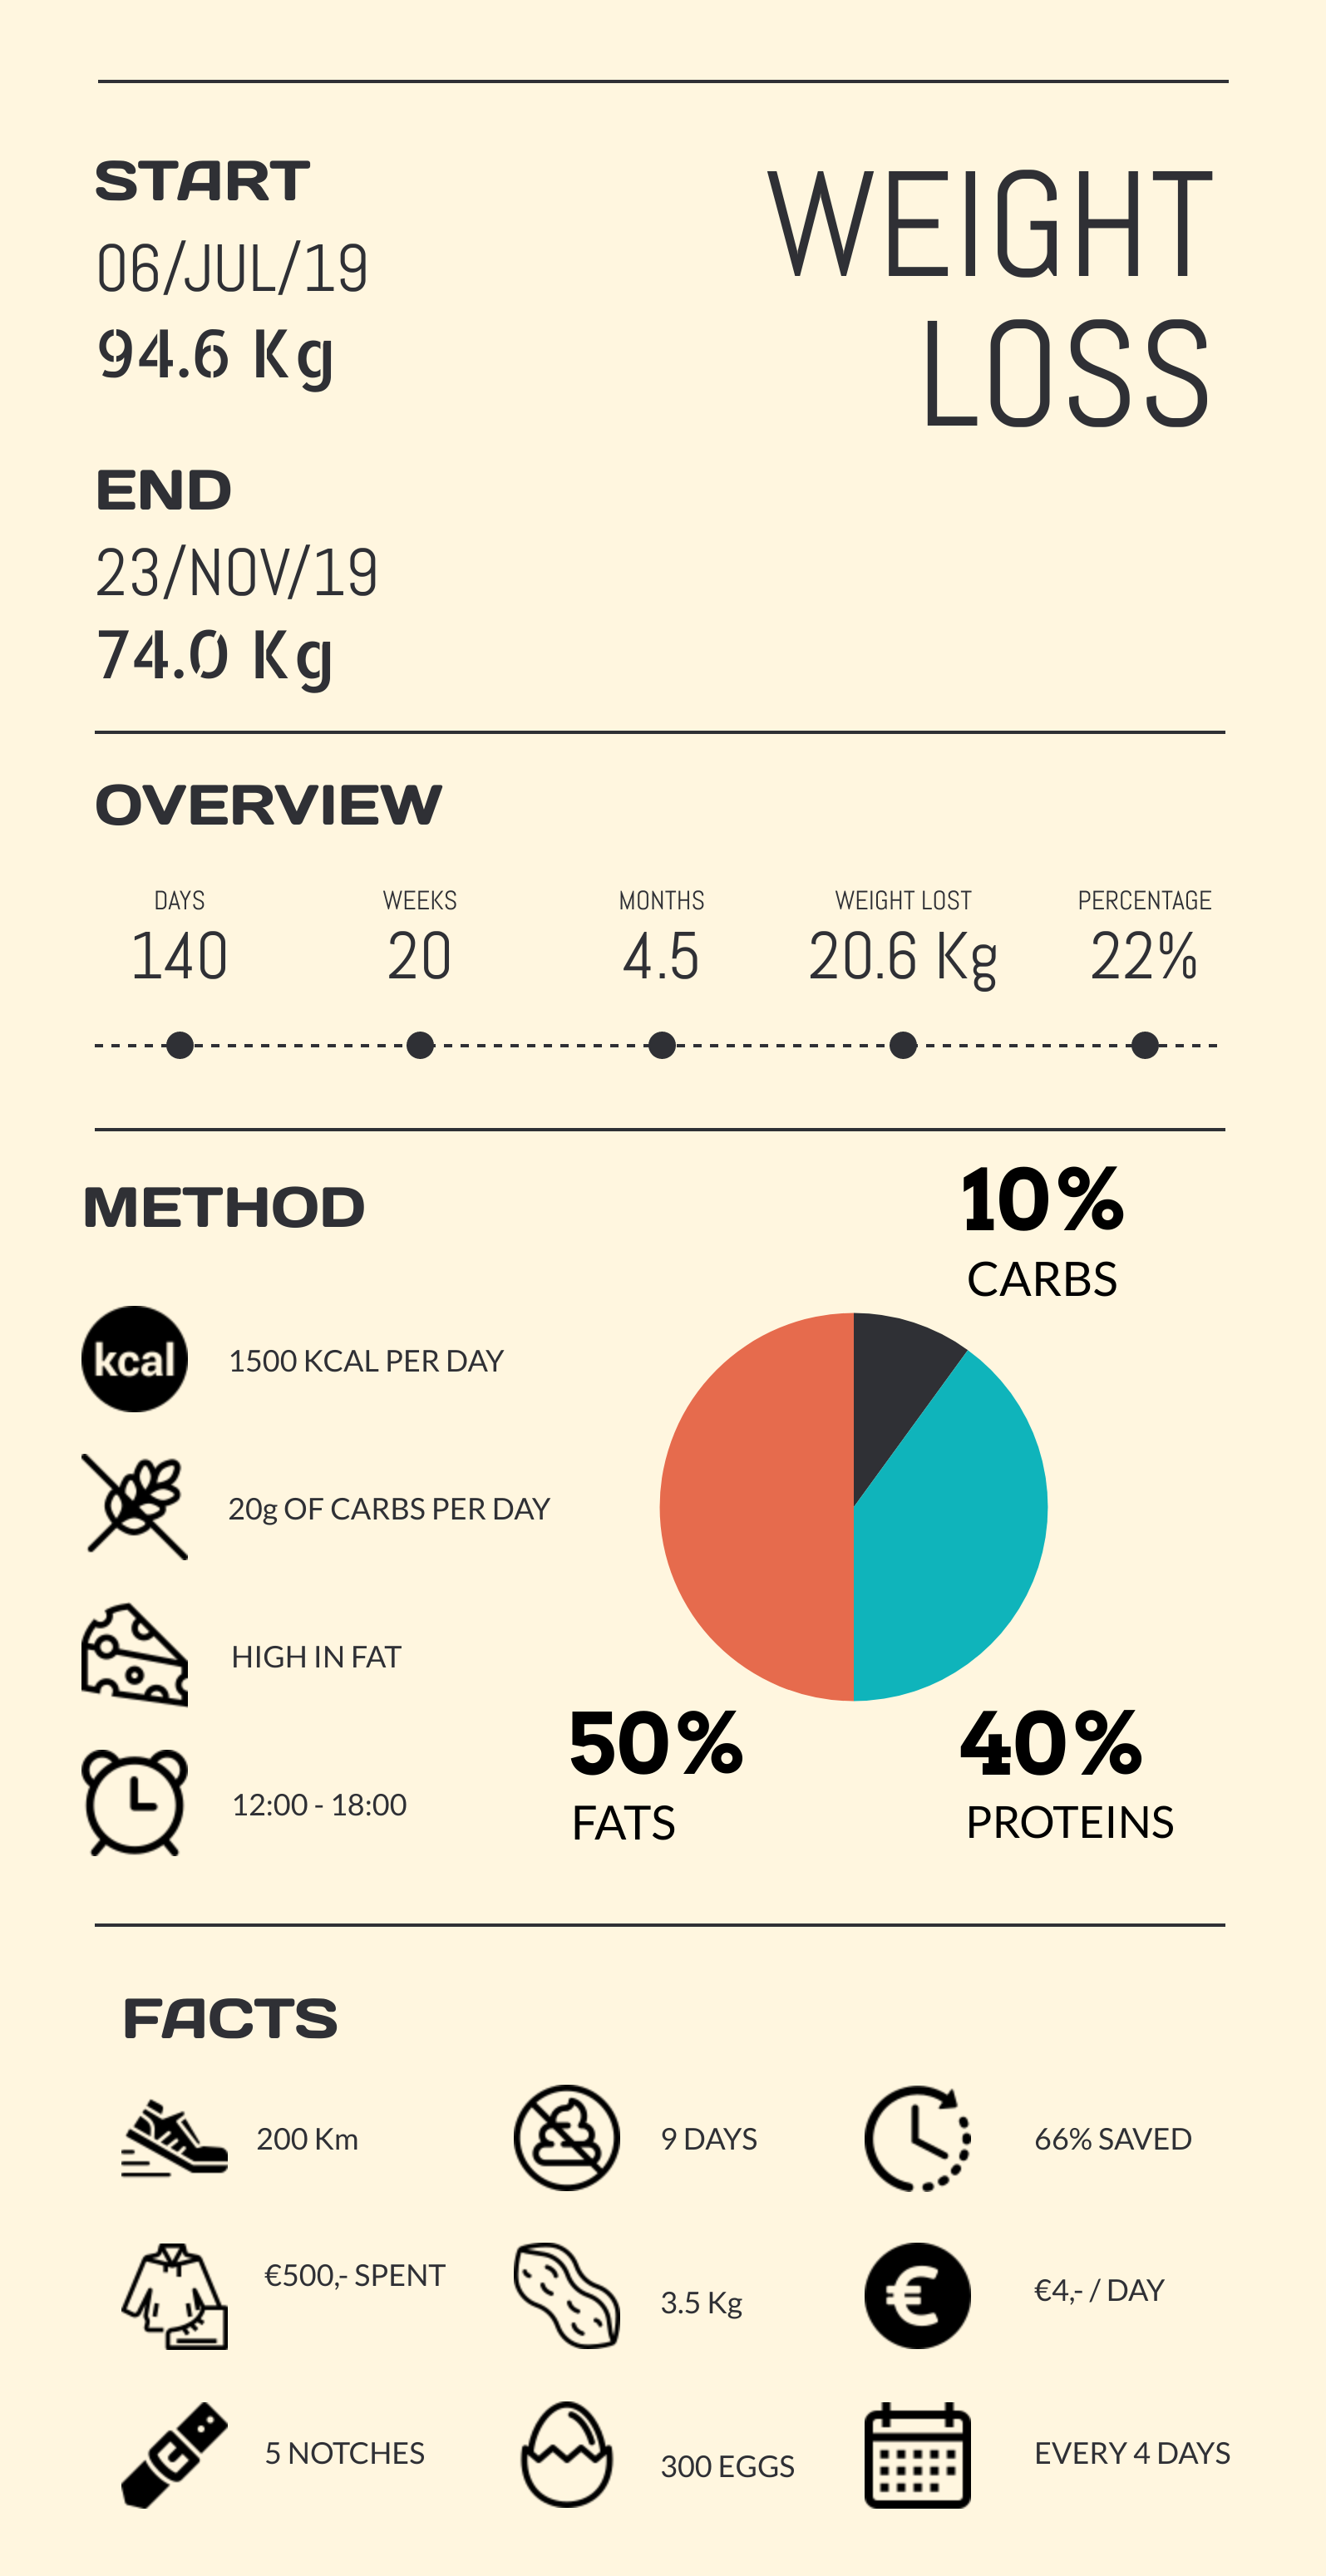 WEIGHT
LOSS
START
06/JUL/19
94.6 Kg
END
23/NOV/19
74.0 Kg
OVERVIEW
DAYS
140
WEEKS
20
MONTHS
4.5
WEIGHT LOST
20.6 Kg
PERCENTAGE
22%
METHOD
kcal
1500 KCAL PER DAY
20g OF CARBS PER DAY
HIGH IN FAT
12:00 - 18:00
10%
CARBS
50%
FATS
40%
PROTEINS
FACTS
200 Km
9 DAYS
66% SAVED
€500,- SPENT
3.5 Kg
€
€4,- / DAY
5 NOTCHES
300 EGGS
EVERY 4 DAYS